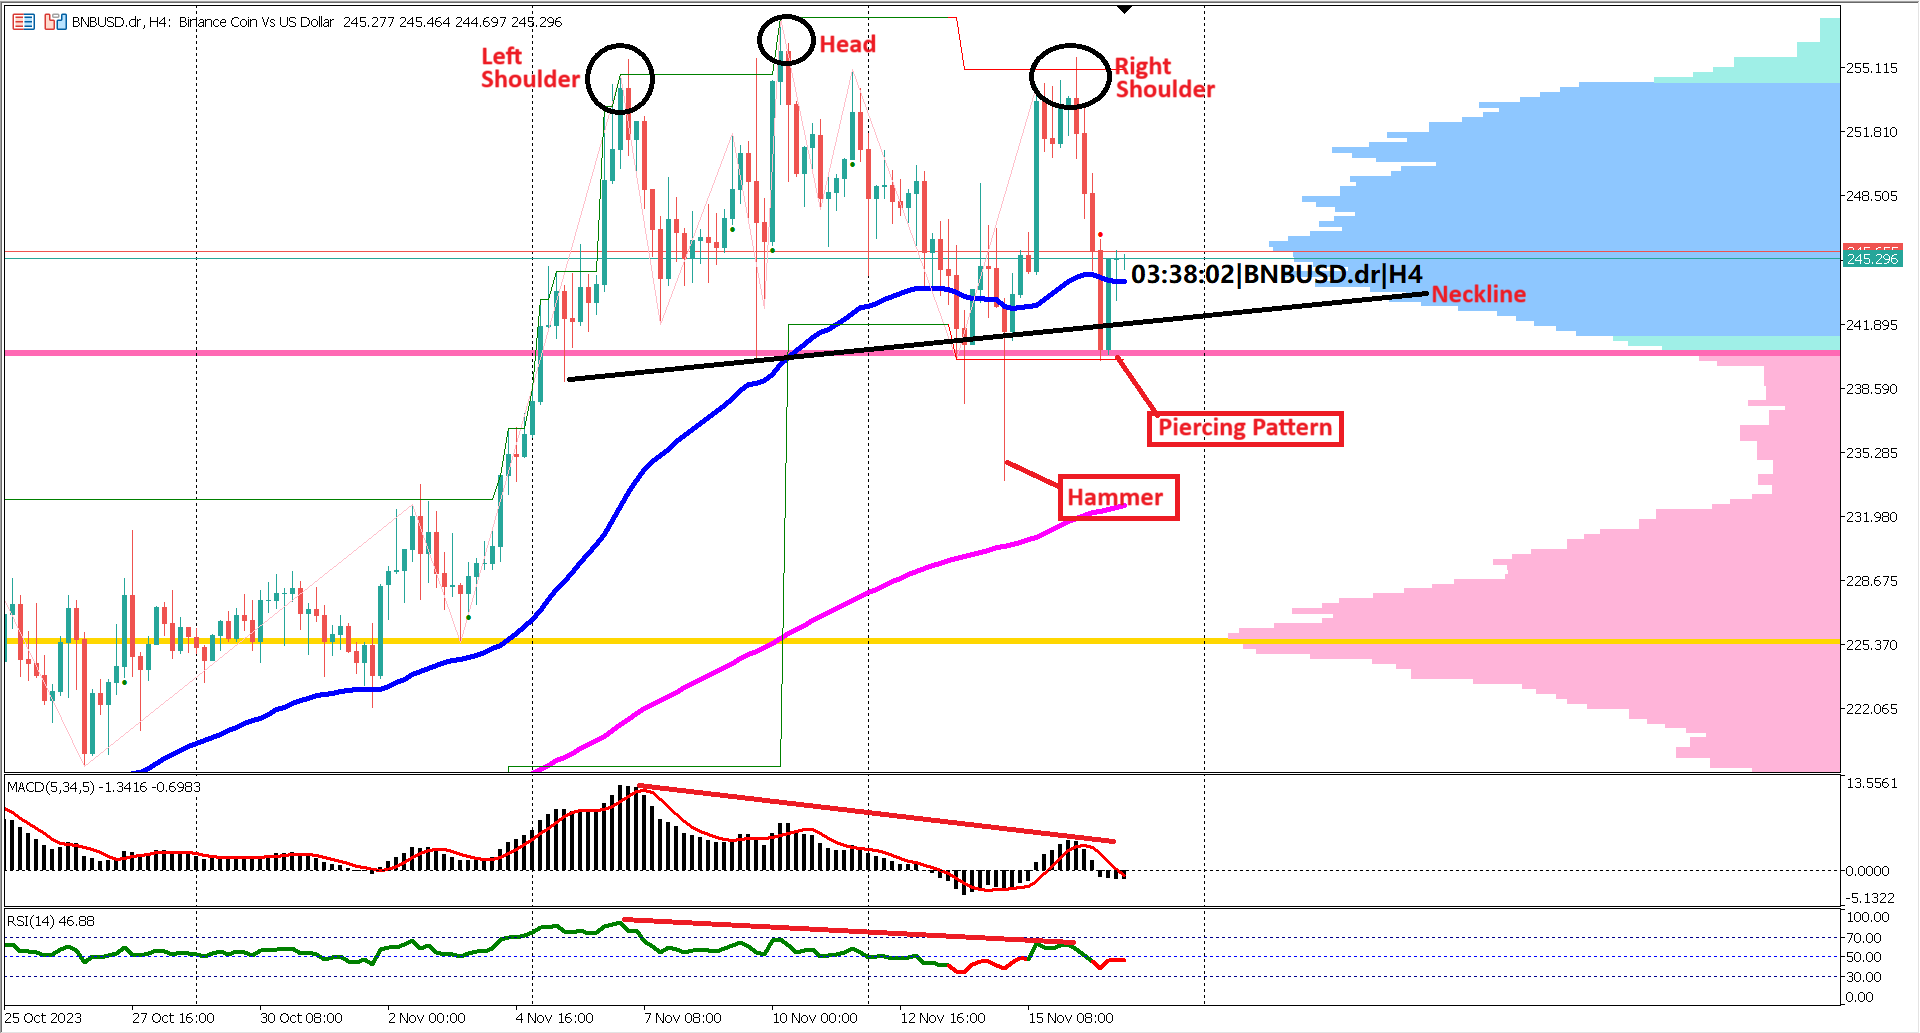 BNBUSD.dr, H4:  Binance Coin Vs US Dollar  245.277 245.464 244.697 245.296
Left
Shoulder
Head
Right
Shoulder
255.115
251.810
248.505
245.296
03:38:02|BNBUSD.dr|H4
Neckline
241.895
238.590
Piercing Pattern
235.285
Hammer
231.980
228.675
225.370
222.065
MACD(5,34,5) -1.3416 -0.6983
13.5561
0.0000
-5.1322
RSI(14) 46.88
100.00
70.00
50.00
30.00
0.00
25 Oct 2023
27 Oct 16:00
30 Oct 08:00
2 Nov 00:00
4 Nov 16:00
7 Nov 08:00
10 Nov 00:00
12 Nov 16:00
15 Nov 08:00